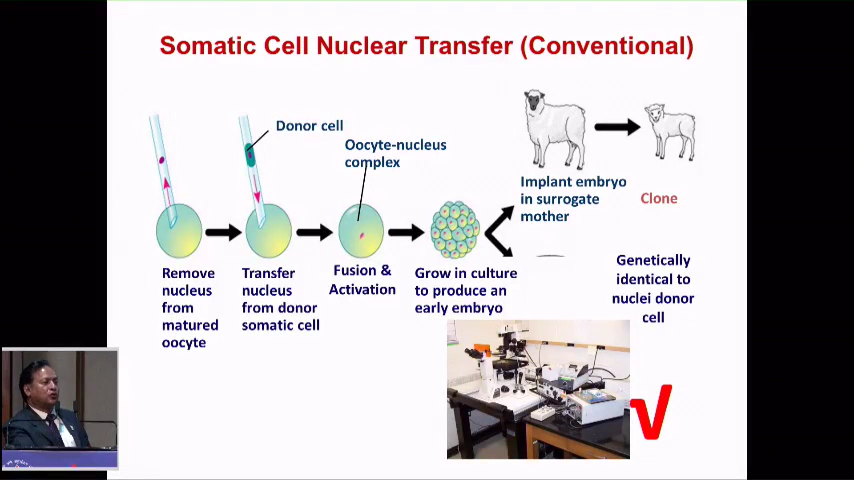 Somatic Cell Nuclear Transfer (Conventional)
Donor cell
Oocyte-nucleus
complex
Implant embryo
in surrogate
mother
Clone
Remove
nucleus
from
matured
oocyte
Transfer
nucleus
from donor
somatic cell
Fusion &
Activation
Grow in culture
to produce an
early embryo
Genetically
identical to
nuclei donor
cell
√